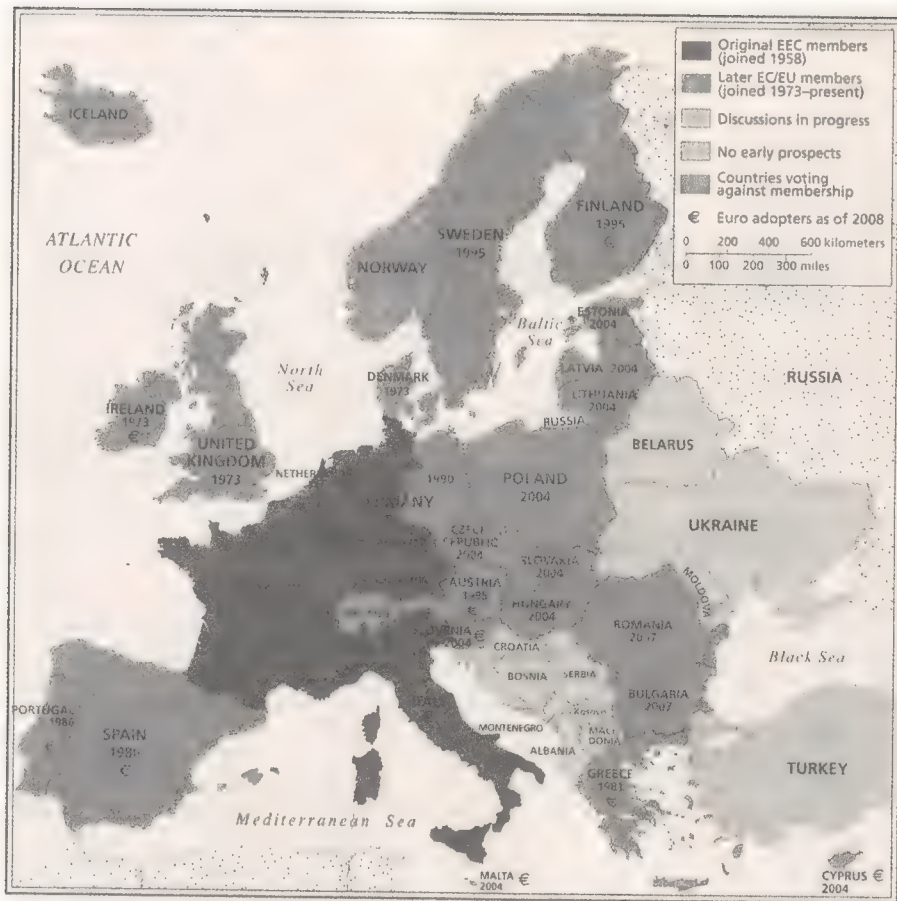 Original EEC members
(joined 1958)
Later EC/EU members
(joined 1973–present)
Discussions in progress
No early prospects
Countries voting
against membership
€ Euro adopters as of 2008
0 200 400 600 kilometers
0 100 200 300 miles
ICELAND
ATLANTIC
OCEAN
FINLAND
1995
€
SWEDEN
1995
NORWAY
ESTONIA
2004
Baltic
Sea
North
Sea
DENMARK
1973
LATVIA 2004
LITHUANIA
2004
RUSSIA
RUSSIA
IRELAND
1973
€
UNITED
KINGDOM
1973
BELARUS
1990
POLAND
2004
UKRAINE
CZECH
REPUBLIC
2004
SLOVAKIA
2004
AUSTRIA
1995
€
HUNGARY
2004
MOLDOVA
SLOVENIA €
2004
ROMANIA
2007
CROATIA
BOSNIA
SERBIA
Black Sea
BULGARIA
2007
Kosovo
PORTUGAL
1986
€
SPAIN
1986
€
ITALY
MONTENEGRO
ALBANIA
GREECE
1981
€
TURKEY
Mediterranean Sea
MALTA €
2004
CYPRUS €
2004